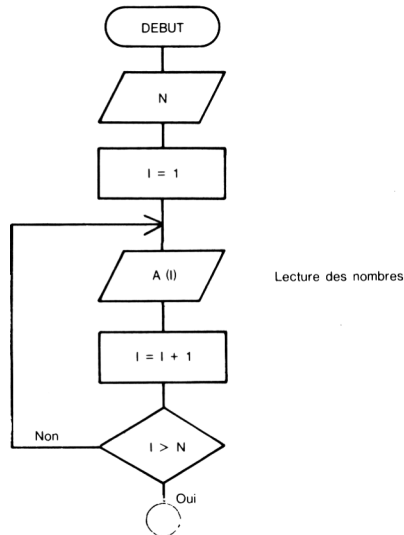 DEBUT
N
I = 1
A (I)
Lecture des nombres
I = I + 1
I > N
Non
Oui